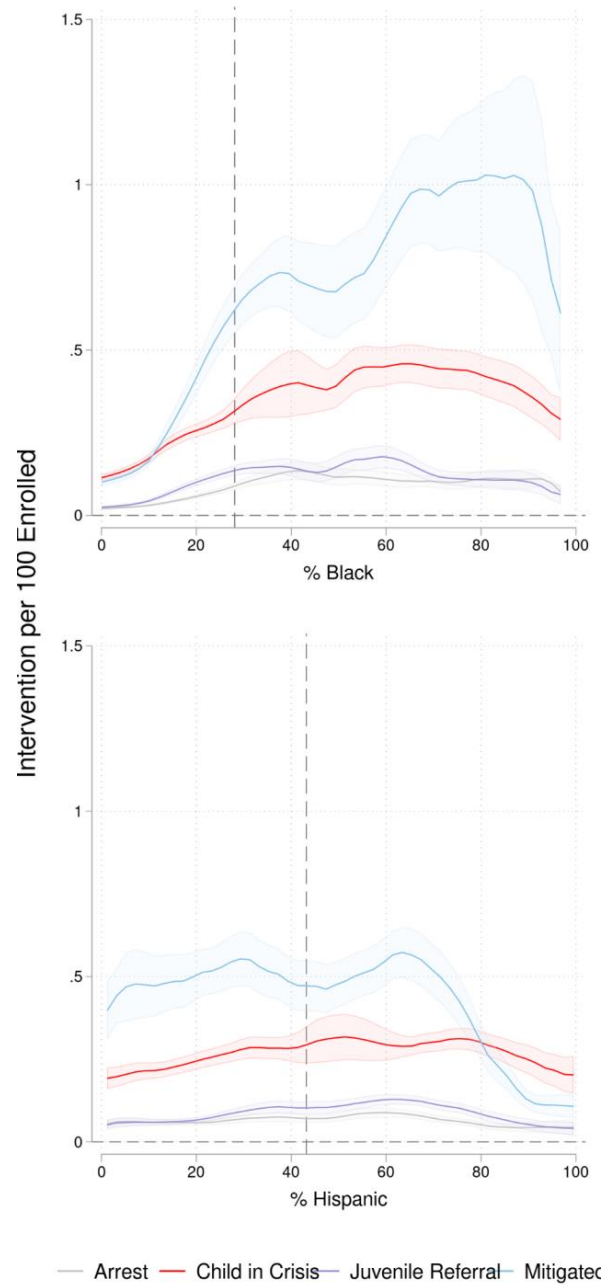 1.5
1
.5
0
0 20 40 60 80 100
% Black
Intervention per 100 Enrolled
1.5
1
.5
0
0 20 40 60 80 100
% Hispanic
Arrest Child in Crisis Juvenile Referral Mitigated